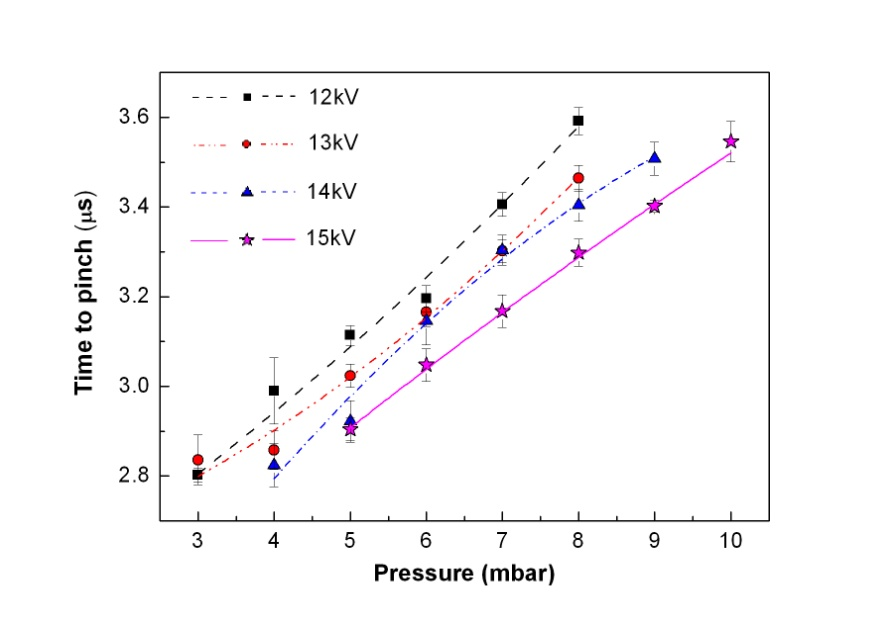 12kV
13kV
14kV
15kV
3.6
3.4
3.2
3.0
2.8
Time to pinch (μs)
3 4 5 6 7 8 9 10
Pressure (mbar)